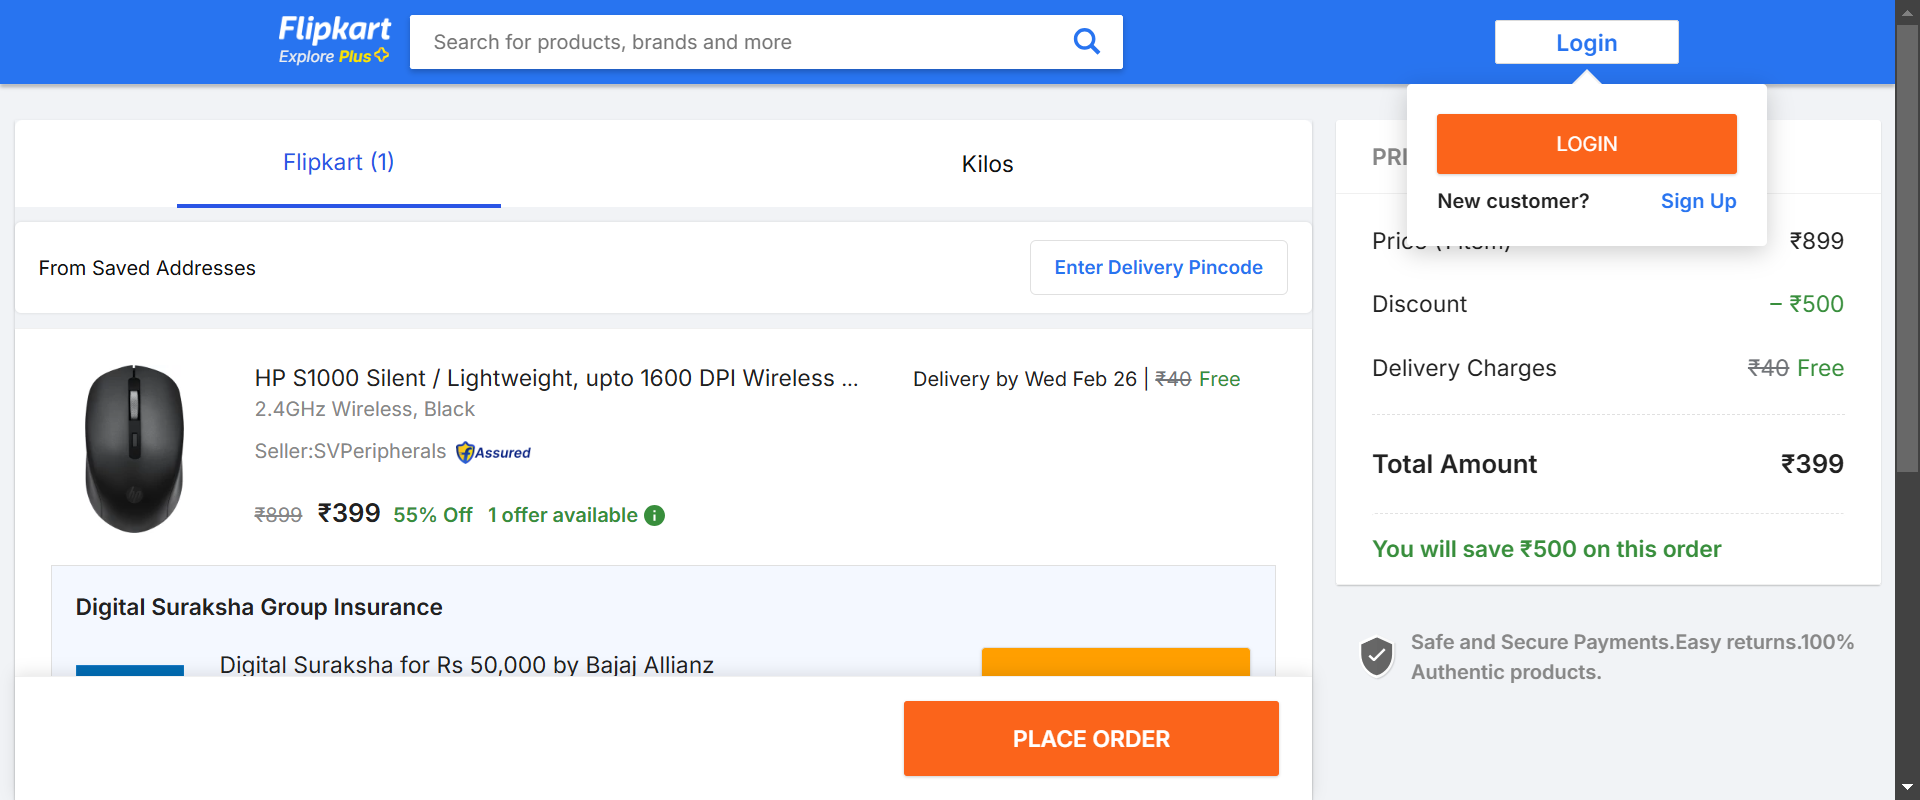 Flipkart
Explore Plus
Search for products, brands and more
Login
LOGIN
New customer?
Sign Up
Flipkart (1)
Kilos
From Saved Addresses
Enter Delivery Pincode
HP S1000 Silent / Lightweight, upto 1600 DPI Wireless ...
2.4GHz Wireless, Black
Seller:SVPeripherals
Assured
₹899 ₹399 55% Off 1 offer available
Delivery by Wed Feb 26 | ₹40 Free
Digital Suraksha Group Insurance
Digital Suraksha for Rs 50,000 by Bajaj Allianz
PLACE ORDER
₹899
Discount
− ₹500
Delivery Charges
₹40 Free
Total Amount
₹399
You will save ₹500 on this order
Safe and Secure Payments.Easy returns.100%
Authentic products.